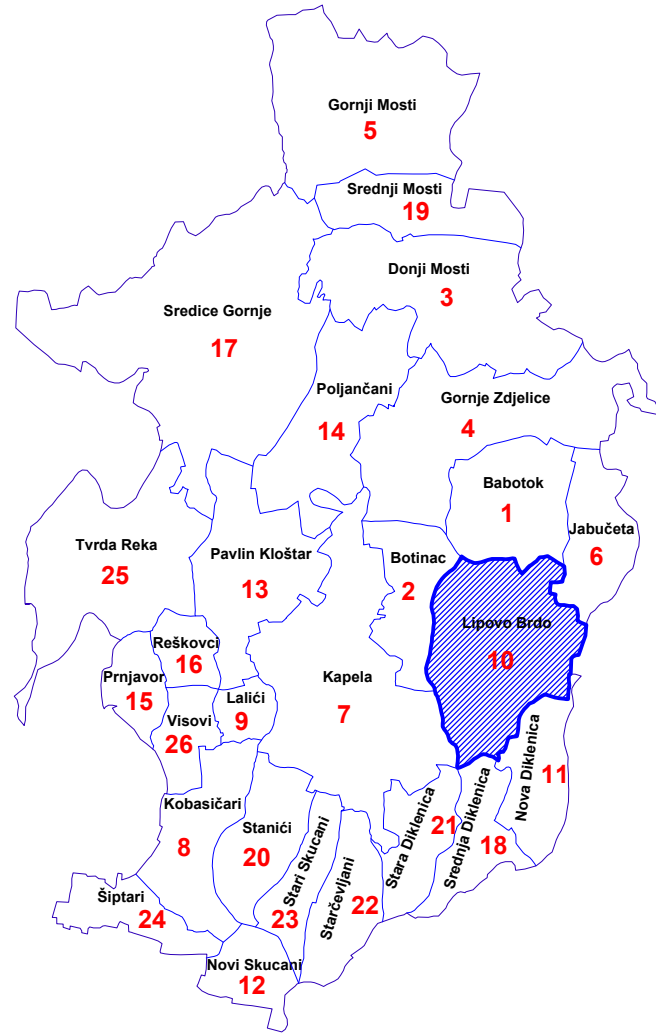 Gornji Mosti
5
Srednji Mosti
19
Donji Mosti
3
Sredice Gornje
17
Poljančani
14
Gornje Zdjelice
4
Babotok
1
Jabučeta
6
Tvrda Reka
25
Pavlin Kloštar
13
Botinac
2
Lipovo Brdo
10
Reškovci
16
Prnjavor
15
Lalići
9
Kapela
7
Visovi
26
Nova Diklenica
11
Kobasičari
8
Stanići
20
Stari Skucani
23
Starčevljani
22
Stara Diklenica
21
Srednja Diklenica
18
Šiptari
24
Novi Skucani
12